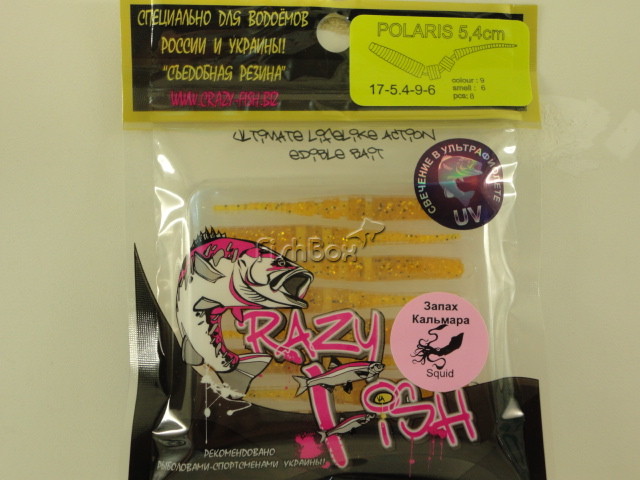 СПЕЦИАЛЬНО ДЛЯ ВОДОЁМОВ
РОССИИ И УКРАИНЫ!
"СЪЕДОБНАЯ РЕЗИНА"
WWW.CRAZY-FISH.BIZ
POLARIS 5,4cm
17-5.4-9-6
colour : 9
smell : 6
pcs: 8
ULTIMATE LIFELIKE ACTION
EDIBLE BAIT
СВЕЧЕНИЕ В УЛЬТРАФИОЛЕТЕ
UV
FishBox
Запах
Кальмара
Squid
CRAZY
FISH
РЕКОМЕНДОВАНО
РЫБОЛОВАМИ-СПОРТСМЕНАМИ УКРАИНЫ!